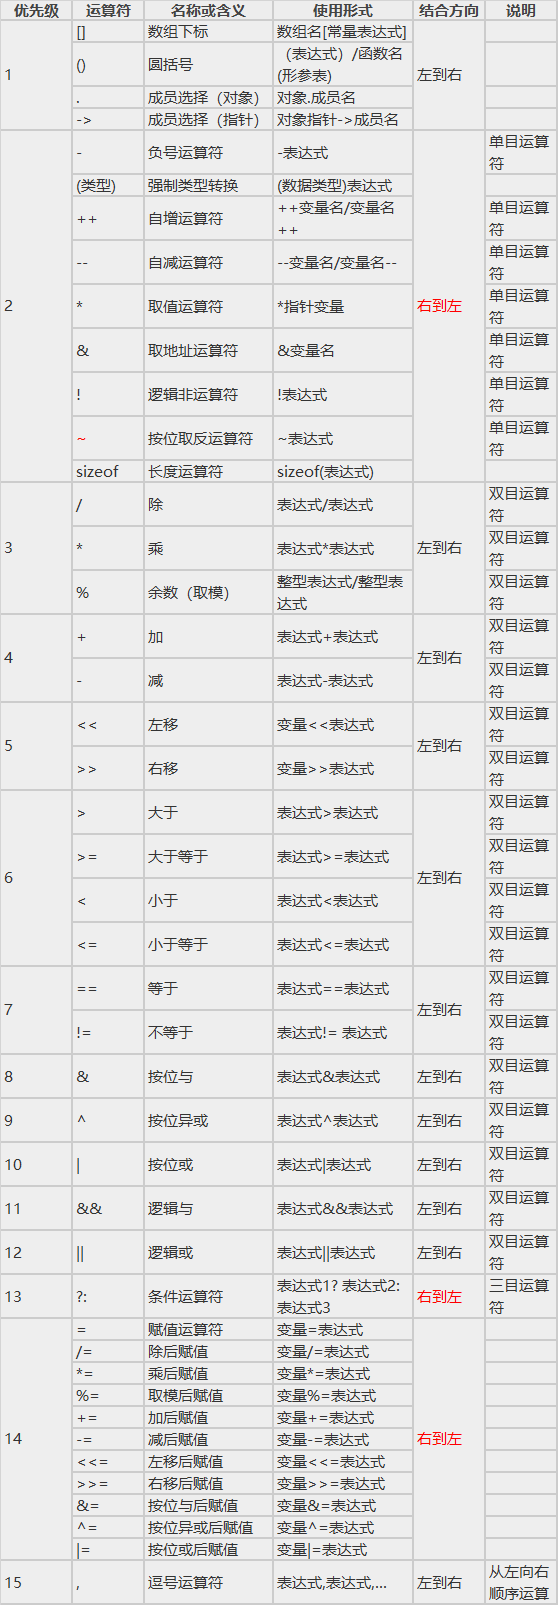 优先级 运算符 名称或含义 使用形式 结合方向 说明
1 [] 数组下标 数组名[常量表达式] 左到右
() 圆括号 （表达式）/函数名(形参表)
. 成员选择（对象） 对象.成员名
-> 成员选择（指针） 对象指针->成员名
2 - 负号运算符 -表达式 右到左 单目运算符
(类型) 强制类型转换 (数据类型)表达式
++ 自增运算符 ++变量名/变量名++ 单目运算符
-- 自减运算符 --变量名/变量名-- 单目运算符
* 取值运算符 *指针变量 单目运算符
& 取地址运算符 &变量名 单目运算符
! 逻辑非运算符 !表达式 单目运算符
~ 按位取反运算符 ~表达式 单目运算符
sizeof 长度运算符 sizeof(表达式)
3 / 除 表达式/表达式 左到右 双目运算符
* 乘 表达式*表达式 双目运算符
% 余数（取模） 整型表达式/整型表达式 双目运算符
4 + 加 表达式+表达式 左到右 双目运算符
- 减 表达式-表达式 双目运算符
5 << 左移 变量<<表达式 左到右 双目运算符
>> 右移 变量>>表达式 双目运算符
6 > 大于 表达式>表达式 左到右 双目运算符
>= 大于等于 表达式>=表达式 双目运算符
< 小于 表达式<表达式 双目运算符
<= 小于等于 表达式<=表达式 双目运算符
7 == 等于 表达式==表达式 左到右 双目运算符
!= 不等于 表达式!= 表达式 双目运算符
8 & 按位与 表达式&表达式 左到右 双目运算符
9 ^ 按位异或 表达式^表达式 左到右 双目运算符
10 | 按位或 表达式|表达式 左到右 双目运算符
11 && 逻辑与 表达式&&表达式 左到右 双目运算符
12 || 逻辑或 表达式||表达式 左到右 双目运算符
13 ?: 条件运算符 表达式1? 表达式2: 表达式3 右到左 三目运算符
14 = 赋值运算符 变量=表达式 右到左
/= 除后赋值 变量/=表达式
*= 乘后赋值 变量*=表达式
%= 取模后赋值 变量%=表达式
+= 加后赋值 变量+=表达式
-= 减后赋值 变量-=表达式
<<= 左移后赋值 变量<<=表达式
>>= 右移后赋值 变量>>=表达式
&= 按位与后赋值 变量&=表达式
^= 按位异或后赋值 变量^=表达式
|= 按位或后赋值 变量|=表达式
15 , 逗号运算符 表达式,表达式,... 左到右 从左向右顺序运算